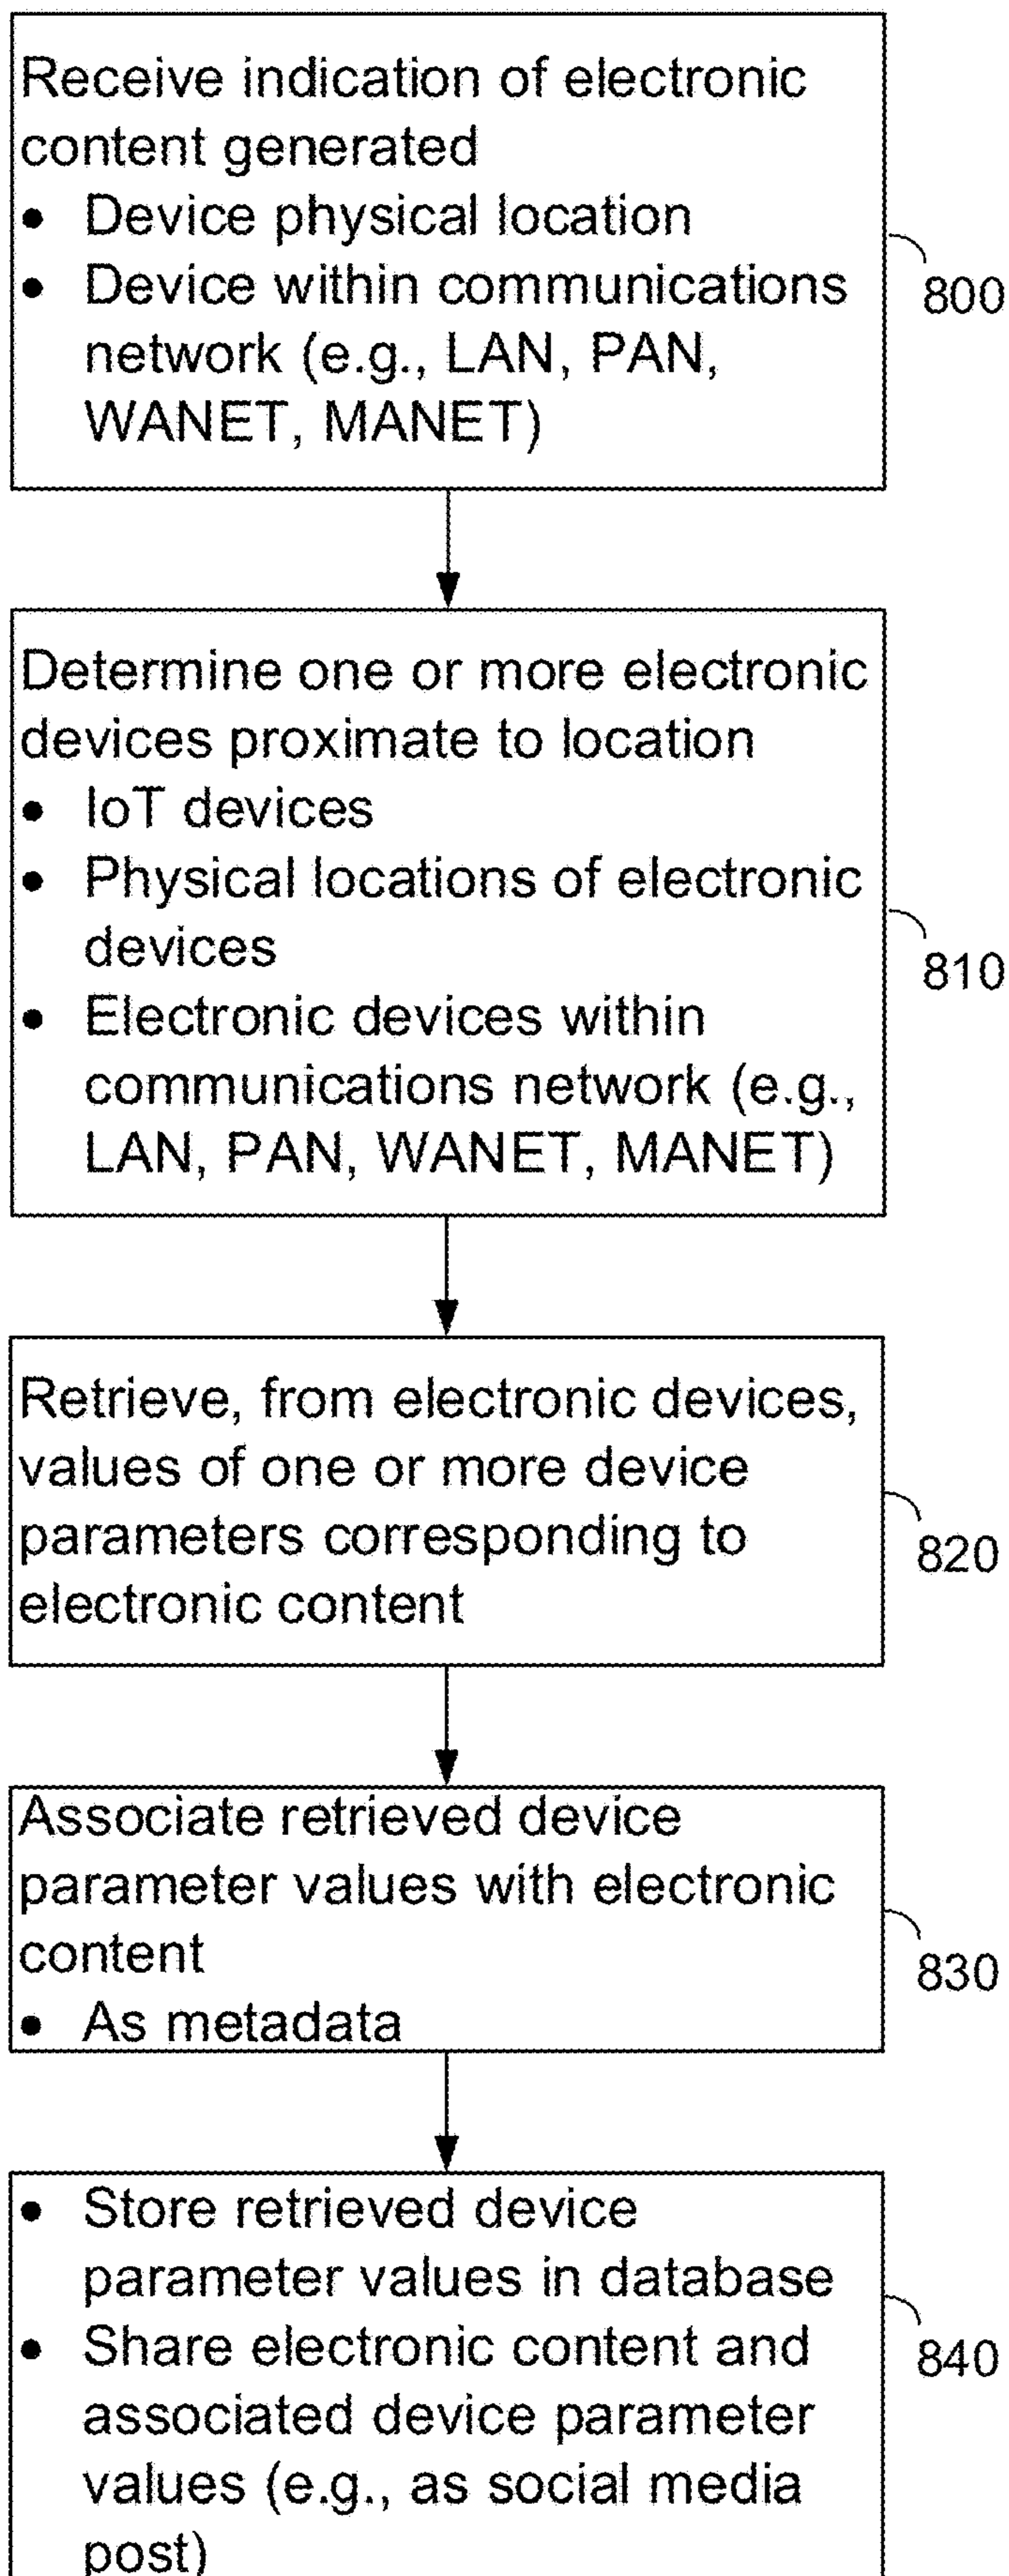 Receive indication of electronic
content generated
• Device physical location
• Device within communications
network (e.g., LAN, PAN,
WANET, MANET)
800
Determine one or more electronic
devices proximate to location
• IoT devices
• Physical locations of electronic
devices
• Electronic devices within
communications network (e.g.,
LAN, PAN, WANET, MANET)
810
Retrieve, from electronic devices,
values of one or more device
parameters corresponding to
electronic content
820
Associate retrieved device
parameter values with electronic
content
• As metadata
830
• Store retrieved device
parameter values in database
• Share electronic content and
associated device parameter
values (e.g., as social media
post)
840